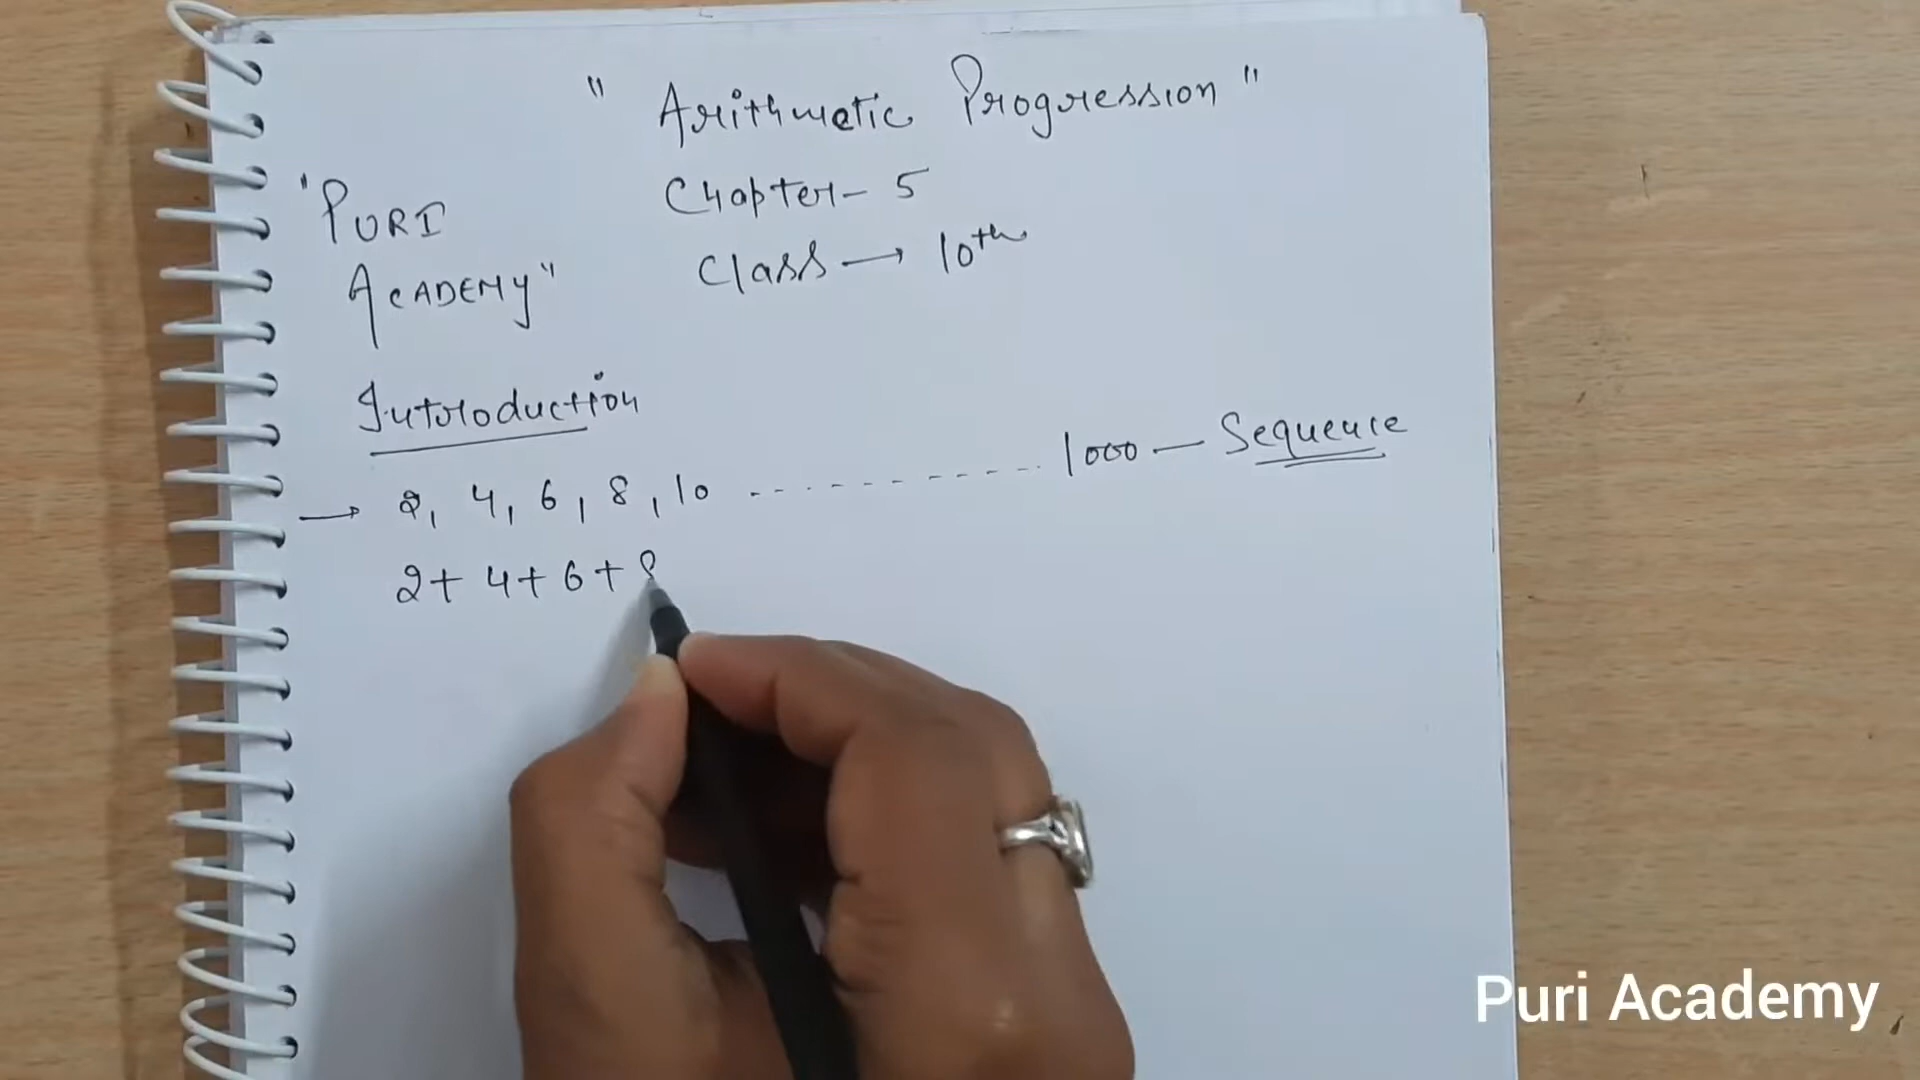 " Arithmetic Progression "
Chapter - 5
Class → 10th
"PURI
ACADEMY"
Introduction
→ 2, 4, 6, 8, 10 ------------ 1000 — Sequence
2 + 4 + 6 + 8
Puri Academy